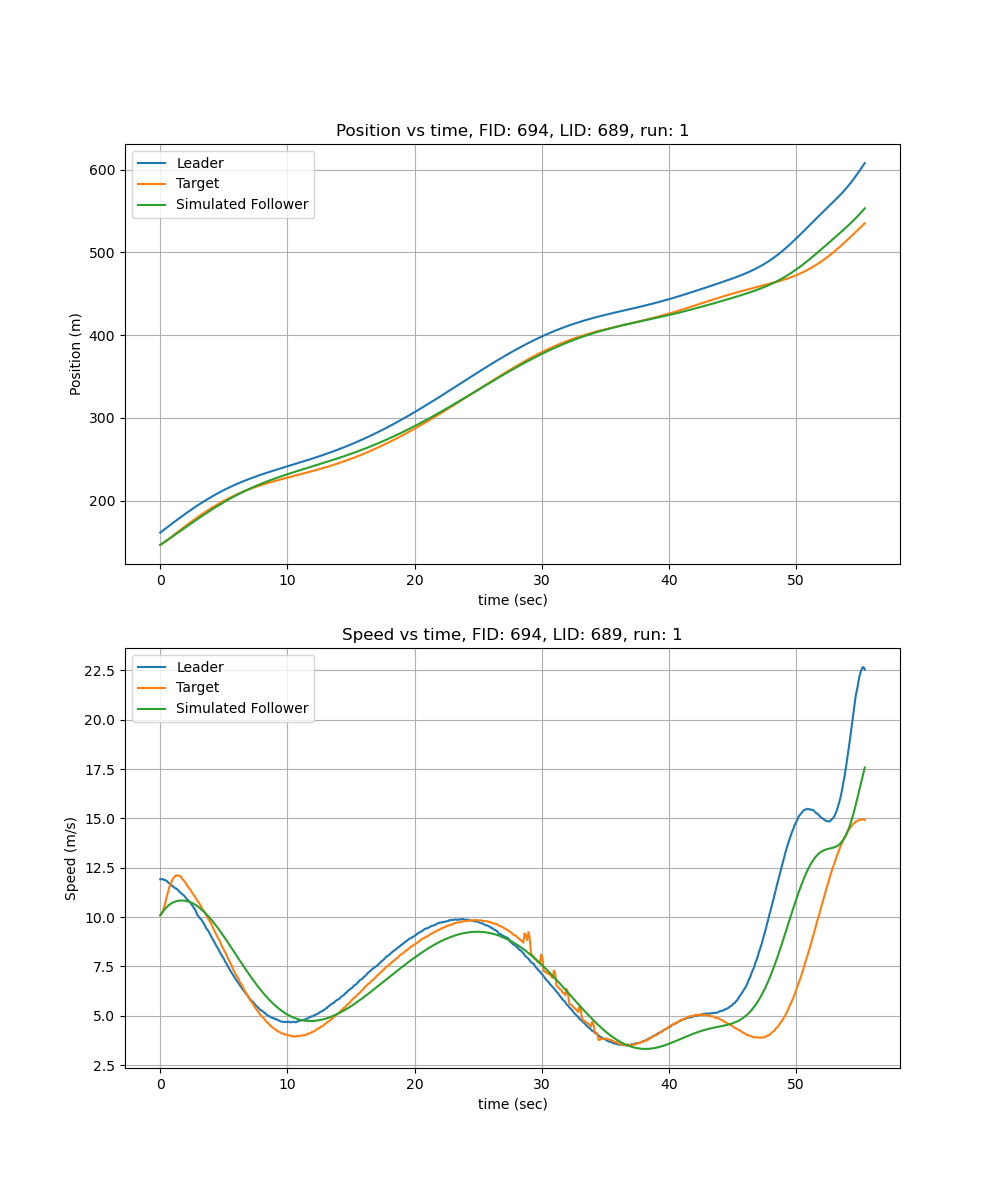 Position vs time, FID: 694, LID: 689, run: 1
Leader
Target
Simulated Follower
600
500
400
300
200
Position (m)
0 10 20 30 40 50
time (sec)
Speed vs time, FID: 694, LID: 689, run: 1
Leader
Target
Simulated Follower
22.5
20.0
17.5
15.0
12.5
10.0
7.5
5.0
2.5
Speed (m/s)
0 10 20 30 40 50
time (sec)